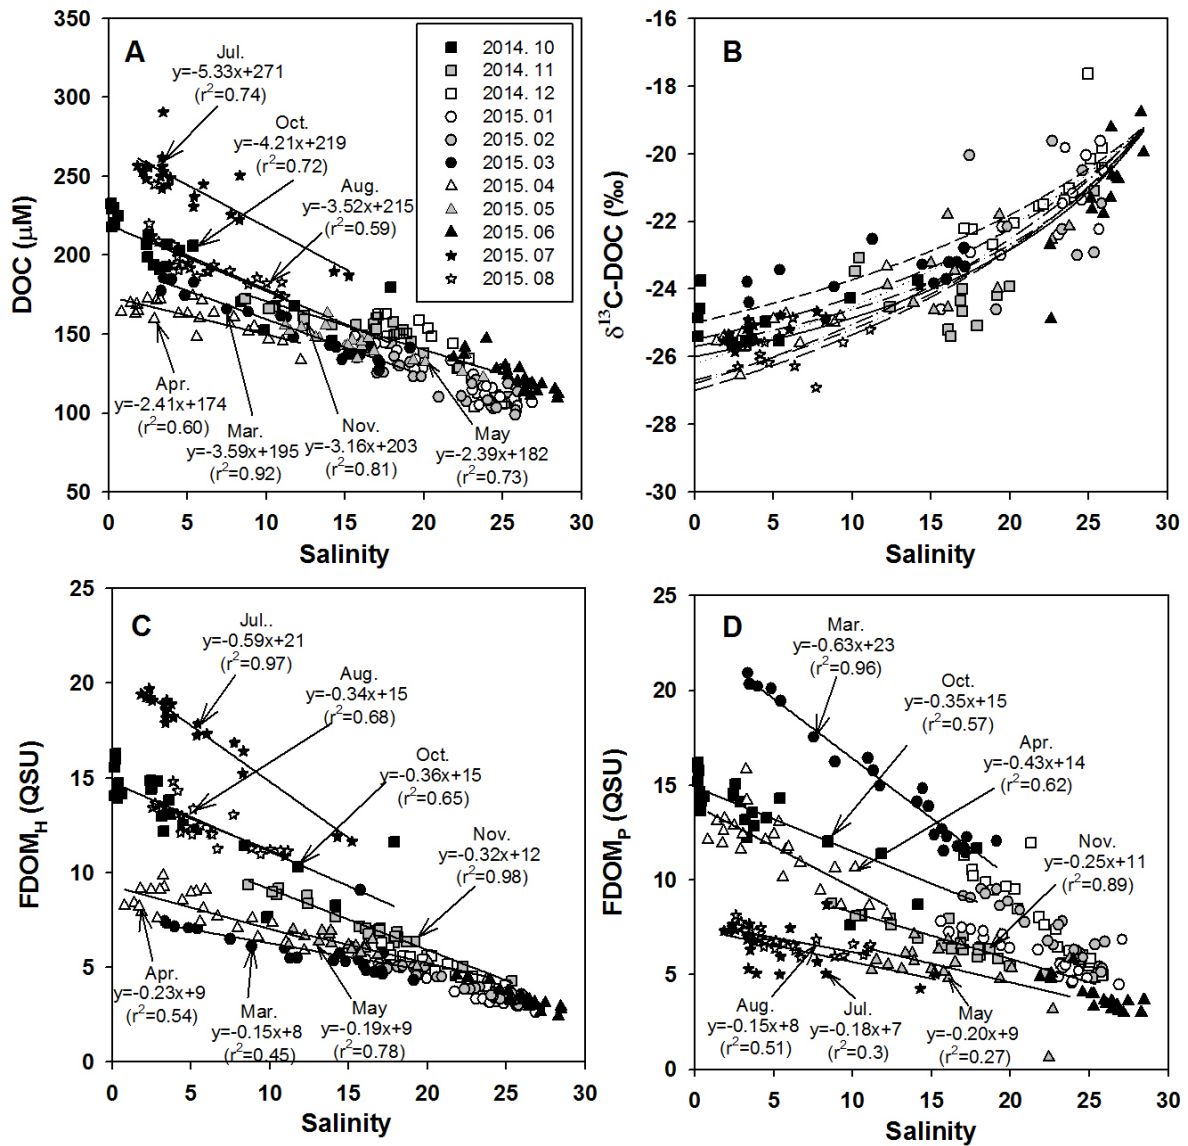 A
DOC (μM)
350
300
250
200
150
100
50
0
5
10
15
20
25
30
Salinity
Jul.
y=-5.33x+271
(r²=0.74)
Oct.
y=-4.21x+219
(r²=0.72)
Aug.
y=-3.52x+215
(r²=0.59)
Apr.
y=-2.41x+174
(r²=0.60)
Mar.
y=-3.59x+195
(r²=0.92)
Nov.
y=-3.16x+203
(r²=0.81)
May
y=-2.39x+182
(r²=0.73)
2014. 10
2014. 11
2014. 12
2015. 01
2015. 02
2015. 03
2015. 04
2015. 05
2015. 06
2015. 07
2015. 08
B
δ¹³C-DOC (‰)
-16
-18
-20
-22
-24
-26
-28
-30
0
5
10
15
20
25
30
Salinity
C
FDOM_H (QSU)
25
20
15
10
5
0
0
5
10
15
20
25
30
Salinity
Jul..
y=-0.59x+21
(r²=0.97)
Aug.
y=-0.34x+15
(r²=0.68)
Oct.
y=-0.36x+15
(r²=0.65)
Nov.
y=-0.32x+12
(r²=0.98)
Apr.
y=-0.23x+9
(r²=0.54)
Mar.
y=-0.15x+8
(r²=0.45)
May
y=-0.19x+9
(r²=0.78)
D
FDOM_P (QSU)
25
20
15
10
5
0
0
5
10
15
20
25
30
Salinity
Mar.
y=-0.63x+23
(r²=0.96)
Oct.
y=-0.35x+15
(r²=0.57)
Apr.
y=-0.43x+14
(r²=0.62)
Nov.
y=-0.25x+11
(r²=0.89)
Aug.
y=-0.15x+8
(r²=0.51)
Jul.
y=-0.18x+7
(r²=0.3)
May
y=-0.20x+9
(r²=0.27)